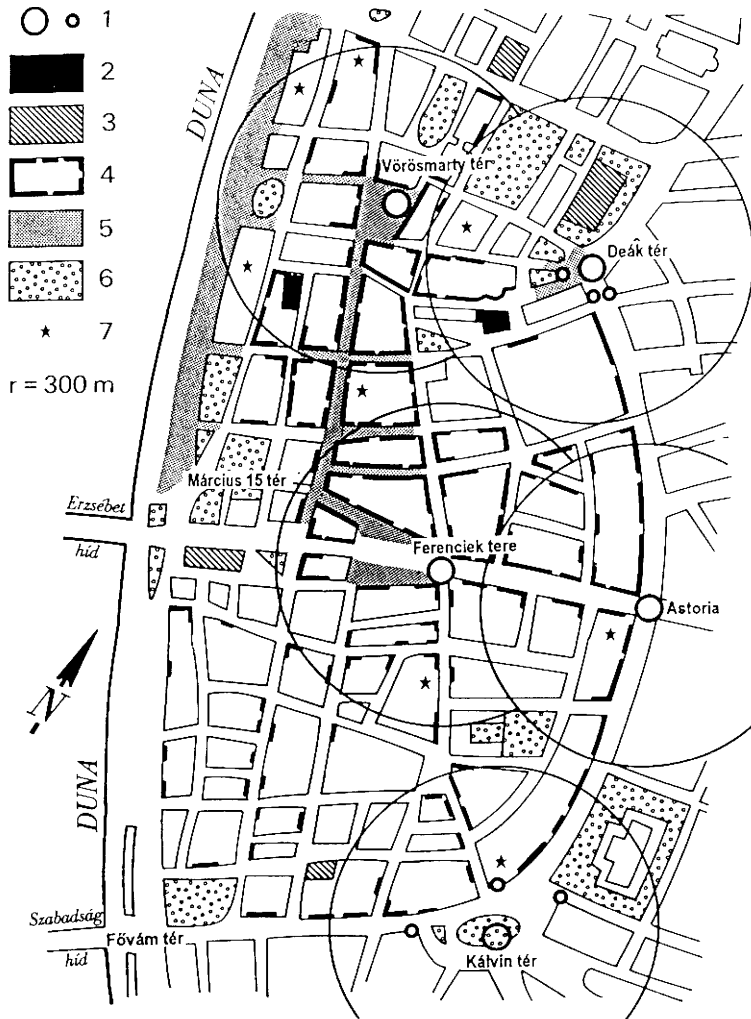 1
2
3
4
5
6
7
r = 300 m
DUNA
Vörösmarty tér
Deák tér
Március 15 tér
Erzsébet
híd
Ferenciek tere
Astoria
N
DUNA
Szabadság
híd
Fővám tér
Kálvin tér